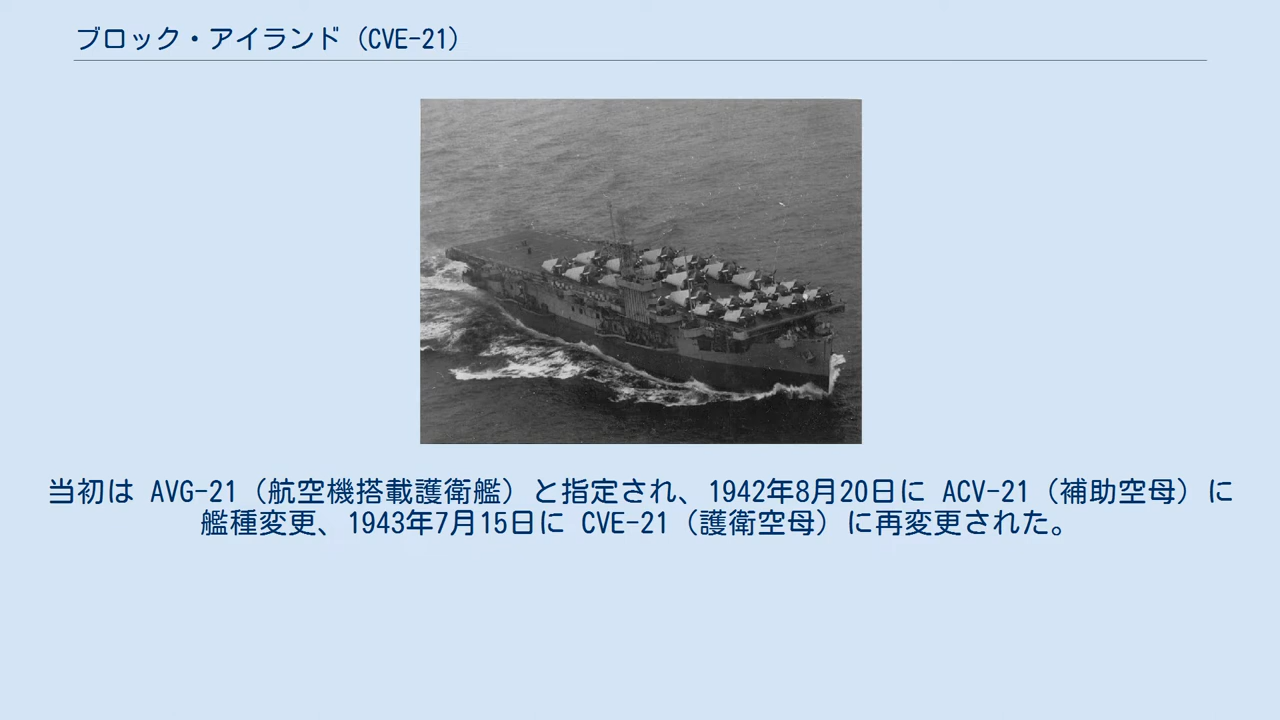 ブロック・アイランド（CVE-21）
当初は AVG-21（航空機搭載護衛艦）と指定され、1942年8月20日に ACV-21（補助空母）に
艦種変更、1943年7月15日に CVE-21（護衛空母）に再変更された。